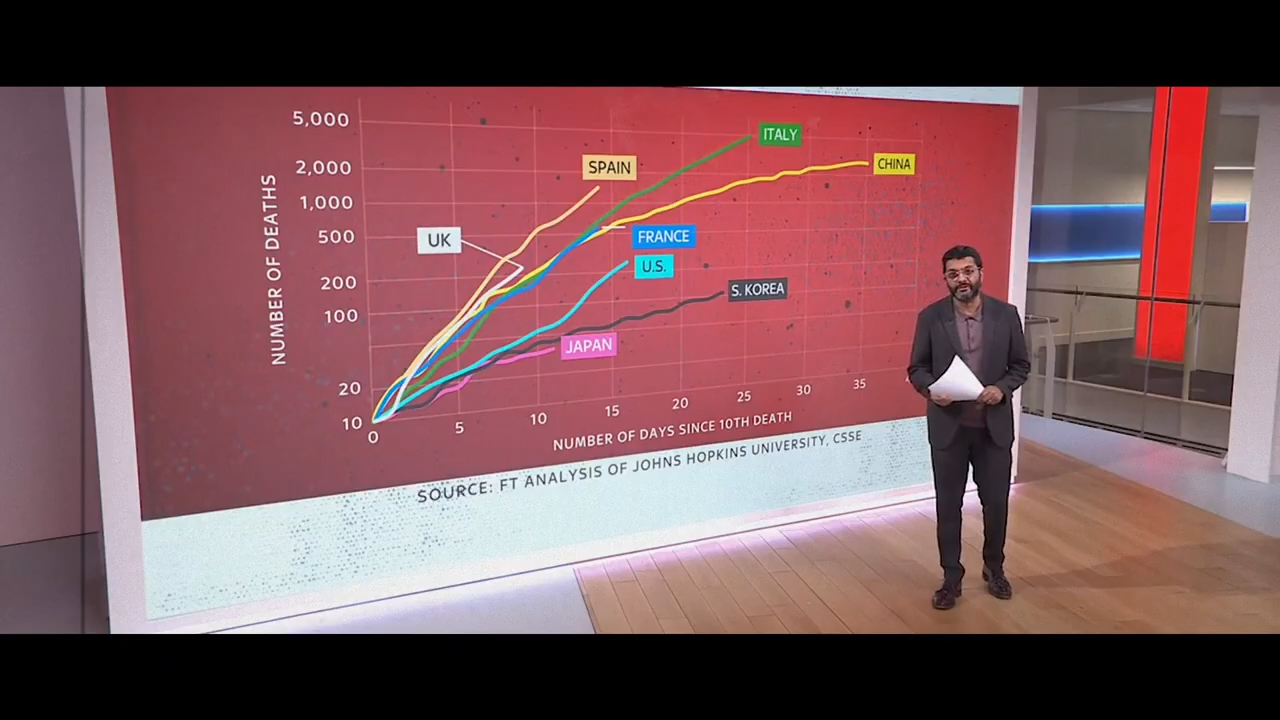 5,000
ITALY
SPAIN
2,000
CHINA
1,000
UK
500
FRANCE
U.S.
200
S. KOREA
100
JAPAN
20
10
0
5
10
15
20
25
30
35
NUMBER OF DEATHS
NUMBER OF DAYS SINCE 10TH DEATH
SOURCE: FT ANALYSIS OF JOHNS HOPKINS UNIVERSITY, CSSE